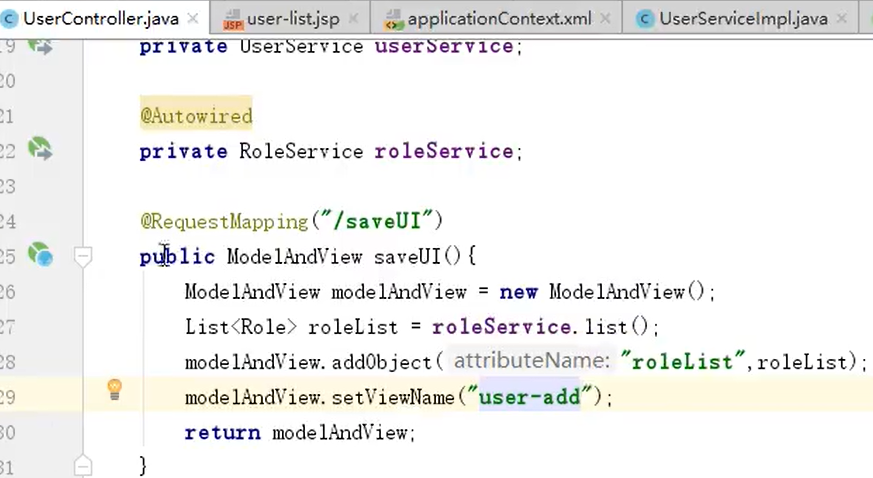 UserController.java × user-list.jsp × applicationContext.xml × UserServiceImpl.java ×
19 private UserService userService;
20
21 @Autowired
22 private RoleService roleService;
23
24 @RequestMapping("/saveUI")
25 public ModelAndView saveUI(){
26 ModelAndView modelAndView = new ModelAndView();
27 List<Role> roleList = roleService.list();
28 modelAndView.addObject( attributeName: "roleList",roleList);
29 modelAndView.setViewName("user-add");
30 return modelAndView;
31 }